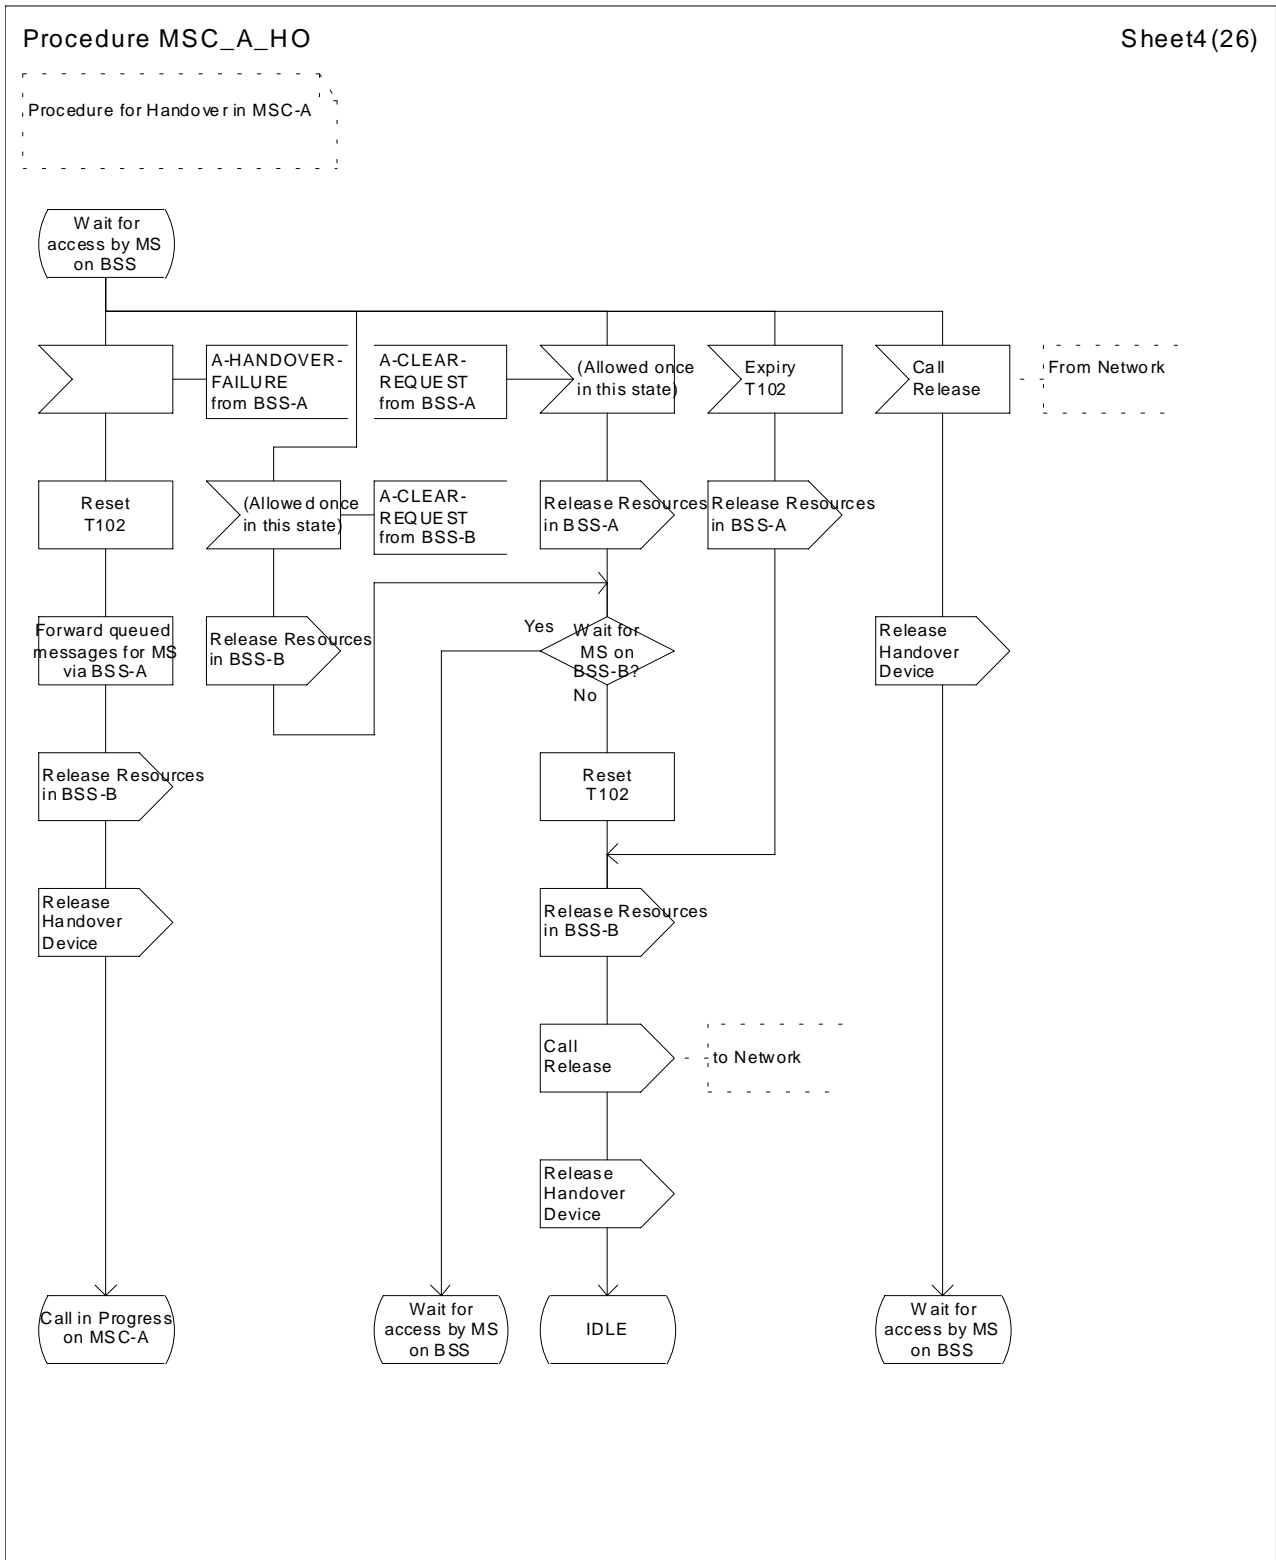 Procedure MSC_A_HO
Sheet4(26)
Procedure for Handover in MSC-A
Wait for
access by MS
on BSS
A-HANDOVER-
FAILURE
from BSS-A
A-CLEAR-
REQUEST
from BSS-A
(Allowed once
in this state)
Expiry
T102
Call
Release
From Network
Reset
T102
(Allowed once
in this state)
A-CLEAR-
REQUEST
from BSS-B
Release Resources
in BSS-A
Release Resources
in BSS-A
Forward queued
messages for MS
via BSS-A
Release Resources
in BSS-B
Yes
Wait for
MS on
BSS-B?
No
Release
Handover
Device
Release Resources
in BSS-B
Reset
T102
Release
Handover
Device
Release Resources
in BSS-B
Call
Release
to Network
Release
Handover
Device
Call in Progress
on MSC-A
Wait for
access by MS
on BSS
IDLE
Wait for
access by MS
on BSS